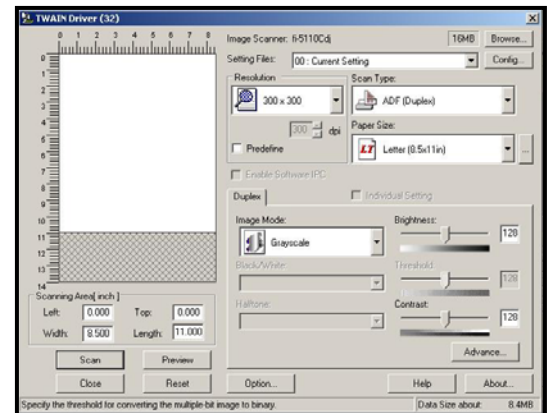 TWAIN Driver (32)
0 1 2 3 4 5 6 7 8
0
1
2
3
4
5
6
7
8
9
10
11
12
13
14
Image Scanner: fi-5110Cdj
16MB
Browse...
Setting Files: 00 : Current Setting
Config...
Resolution
300 x 300
300 dpi
Predefine
Scan Type:
ADF (Duplex)
Paper Size:
LT Letter (8.5x11in)
...
Enable Software IPC
Duplex
Individual Setting
Image Mode:
Grayscale
Black/White:
Halftone:
Brightness:
128
Threshold:
128
Contrast:
128
Advance...
Scanning Area[ inch ]
Left: 0.000 Top: 0.000
Width: 8.500 Length: 11.000
Scan Preview
Close Reset
Option... Help About...
Specify the threshold for converting the multiple-bit image to binary. Data Size about: 8.4MB